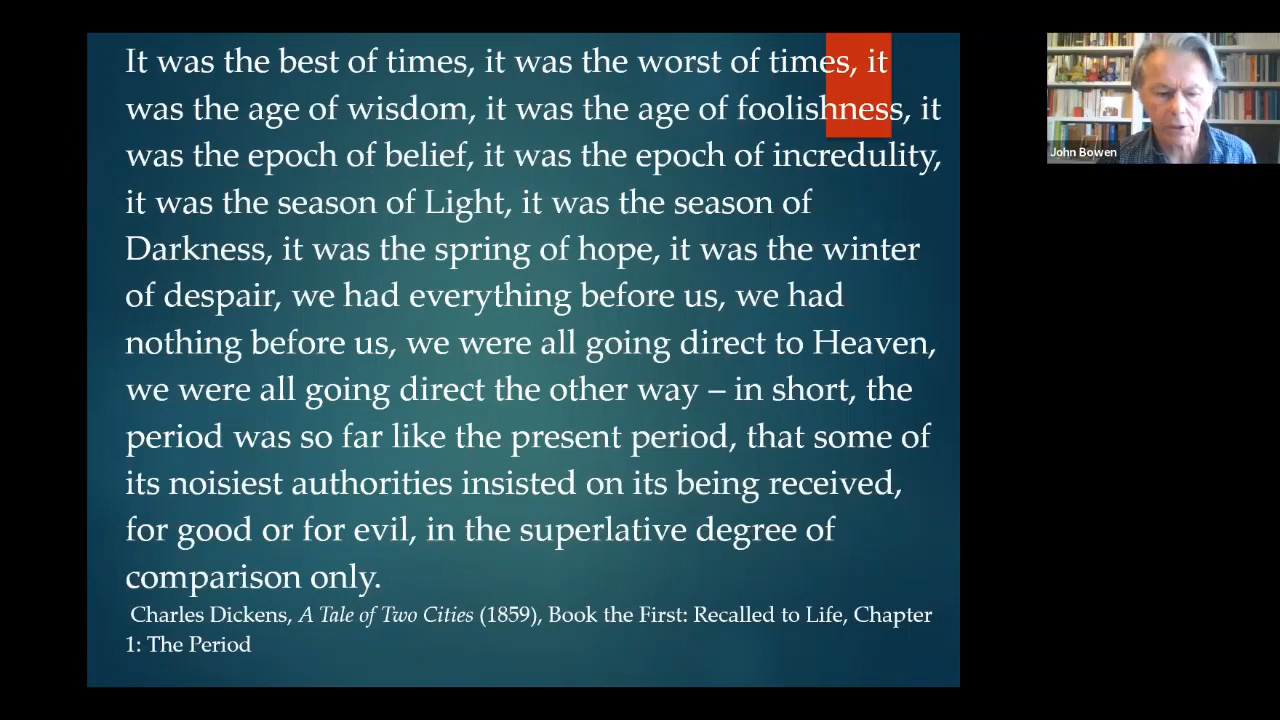 It was the best of times, it was the worst of times, it
was the age of wisdom, it was the age of foolishness, it
was the epoch of belief, it was the epoch of incredulity,
it was the season of Light, it was the season of
Darkness, it was the spring of hope, it was the winter
of despair, we had everything before us, we had
nothing before us, we were all going direct to Heaven,
we were all going direct the other way – in short, the
period was so far like the present period, that some of
its noisiest authorities insisted on its being received,
for good or for evil, in the superlative degree of
comparison only.
Charles Dickens, A Tale of Two Cities (1859), Book the First: Recalled to Life, Chapter
1: The Period
John Bowen